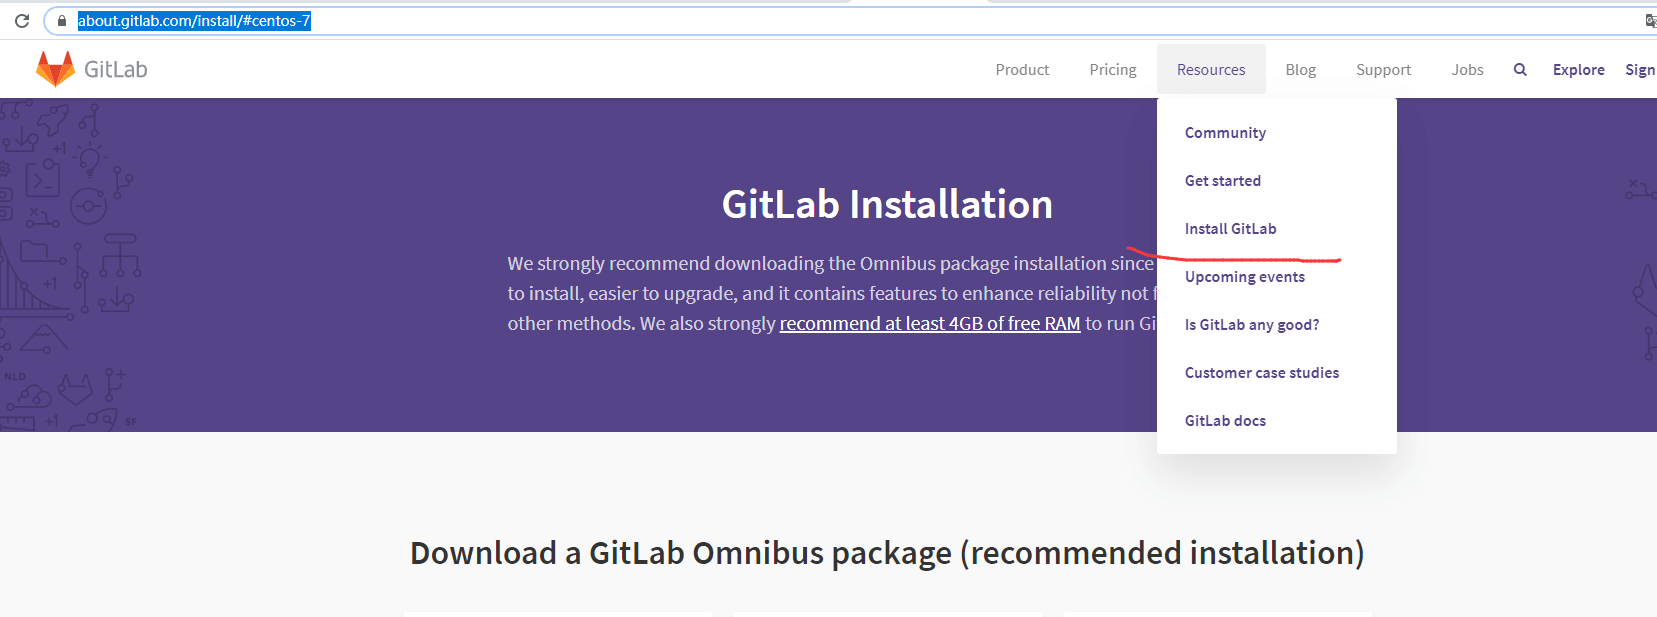 about.gitlab.com/install/#centos-7
GitLab
Product Pricing Resources Blog Support Jobs Explore Sign
Community
Get started
Install GitLab
Upcoming events
Is GitLab any good?
Customer case studies
GitLab docs
GitLab Installation
We strongly recommend downloading the Omnibus package installation since
to install, easier to upgrade, and it contains features to enhance reliability not f
other methods. We also strongly recommend at least 4GB of free RAM to run Gi
+1
+1
NLD
+1
SF
Download a GitLab Omnibus package (recommended installation)